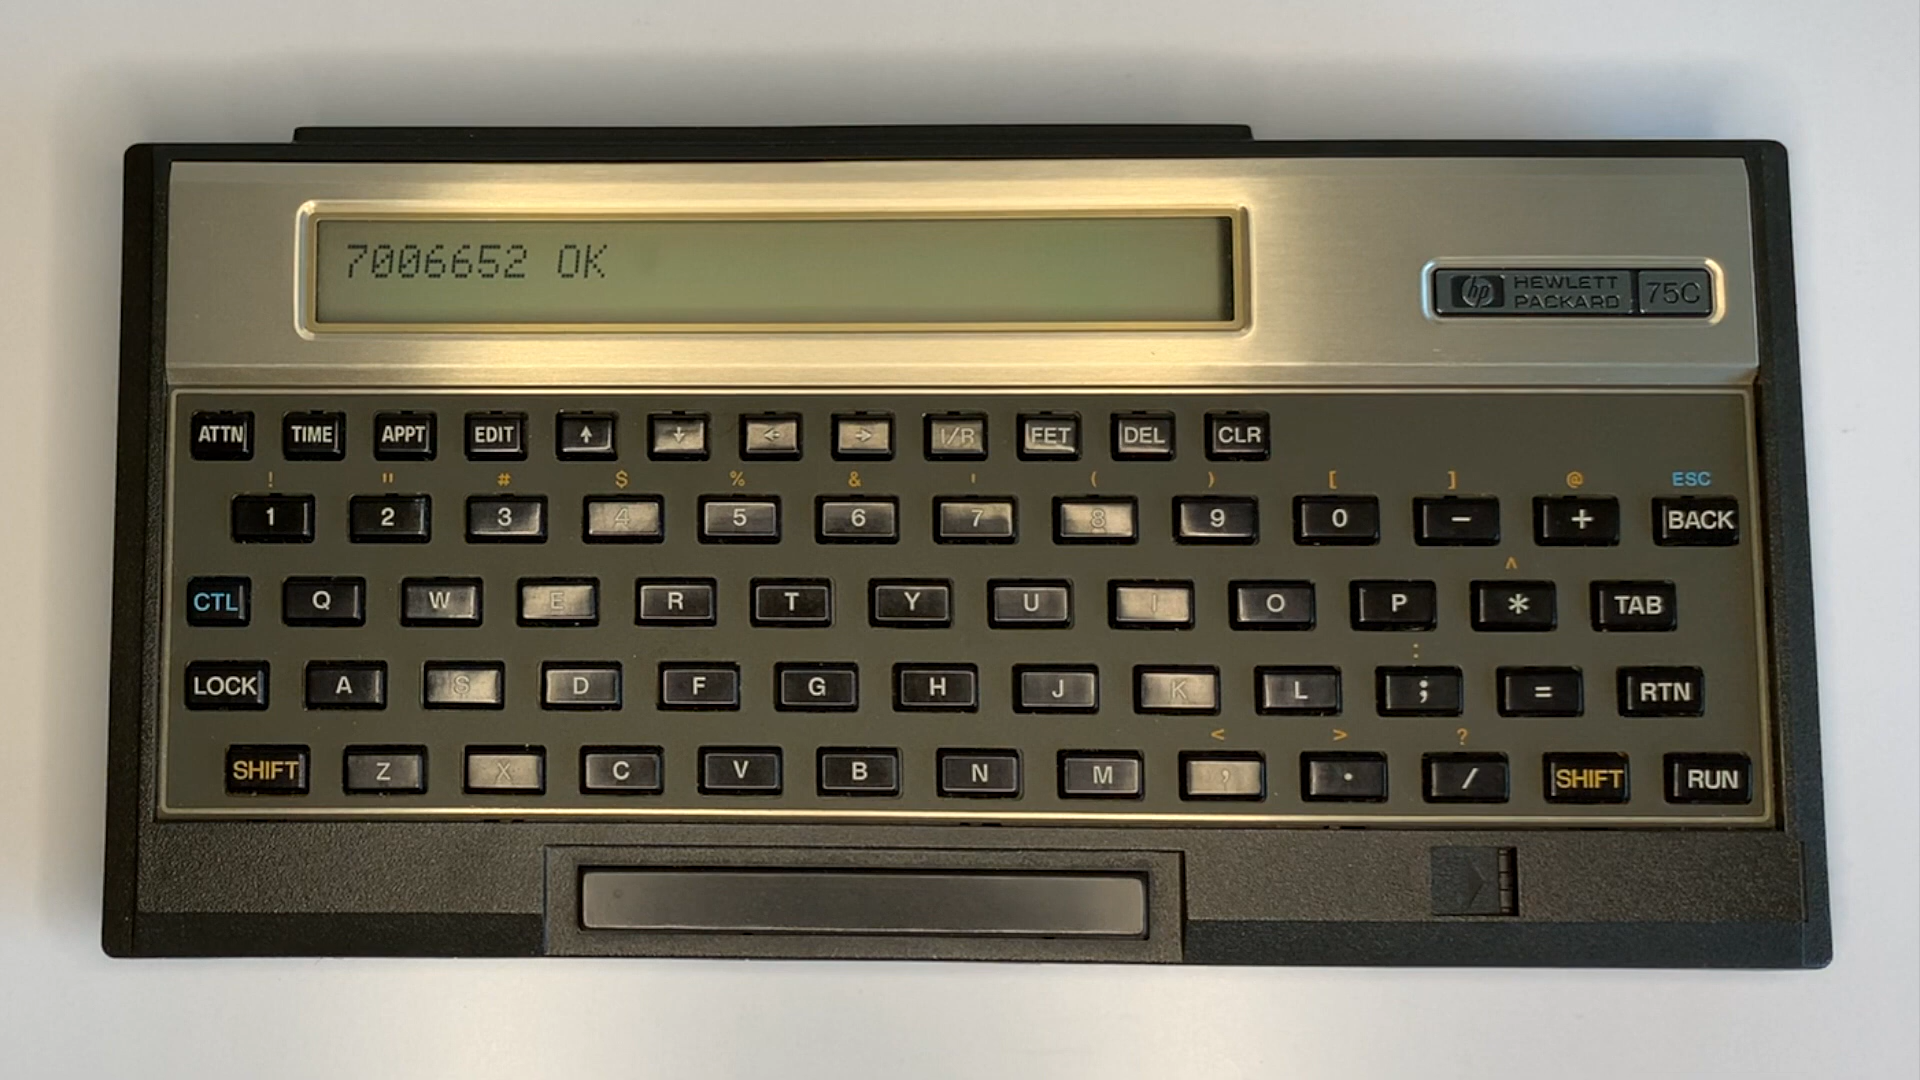 7006652 OK
hp HEWLETT PACKARD 75C
ATTN TIME APPT EDIT ↑ ↓ ← → I/R FET DEL CLR
! " # $ % & ' ( ) [ ] @ ESC
1 2 3 4 5 6 7 8 9 0 - + BACK
^
CTL Q W E R T Y U I O P * TAB
:
LOCK A S D F G H J K L ; = RTN
< > ?
SHIFT Z X C V B N M , . / SHIFT RUN